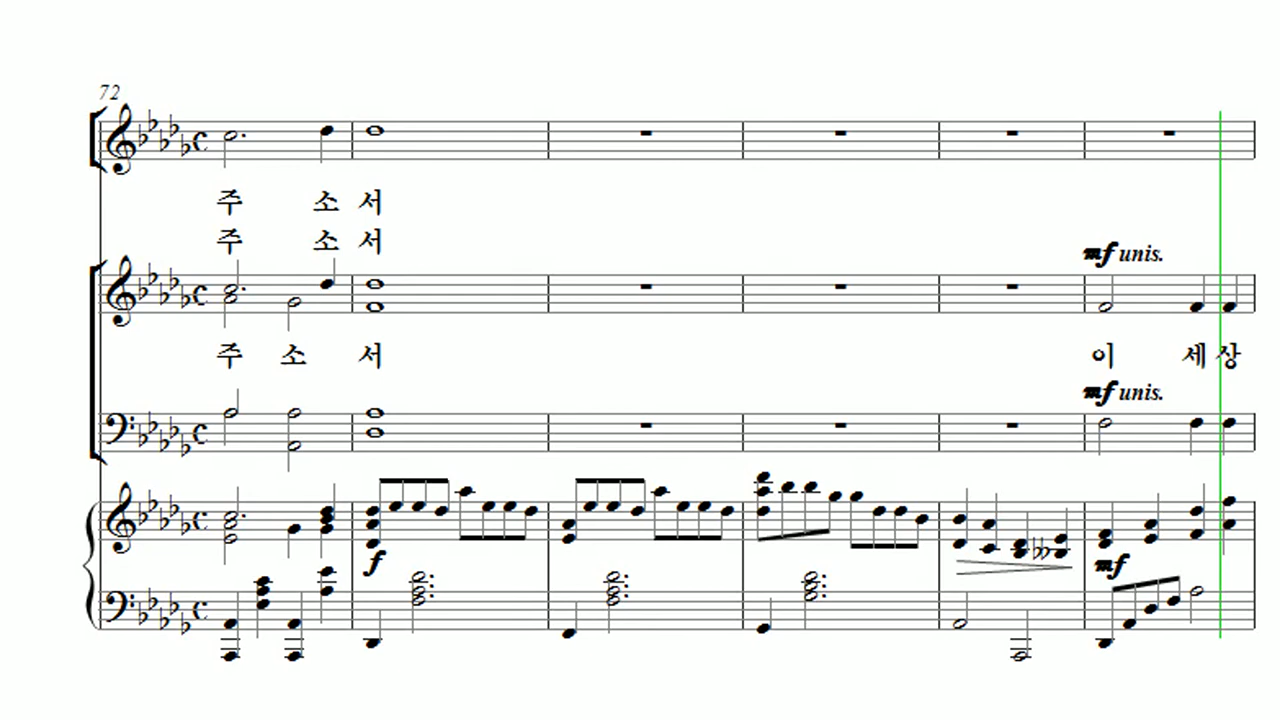 72
주 소 서
주 소 서
mf unis.
주 소 서
이 세 상
mf unis.
f
mf